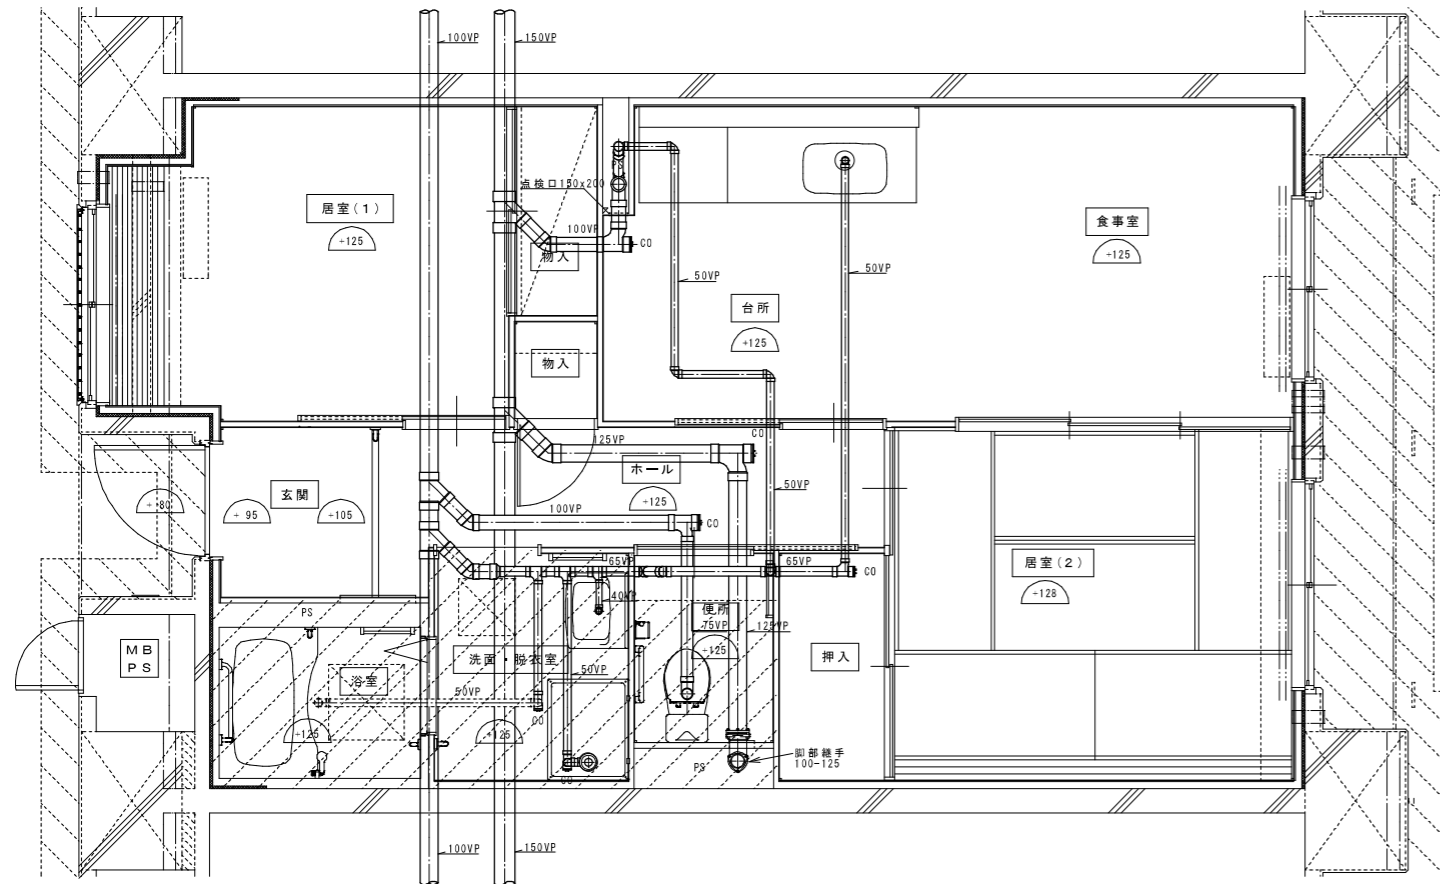 100VP
150VP
点検口150x200
居室(1)
+125
100VP
CO
物入
食事室
+125
50VP
50VP
台所
+125
物入
125VP
CO
ホール
+125
50VP
玄関
+80
+95
+105
100VP
CO
居室(2)
+128
65VP
65VP
CO
40VP
PS
便所
75VP
125VP
+125
MB
PS
洗面・脱衣室
押入
浴室
50VP
50VP
CO
+125
+125
脚部継手
100-125
PS
CO
100VP
150VP